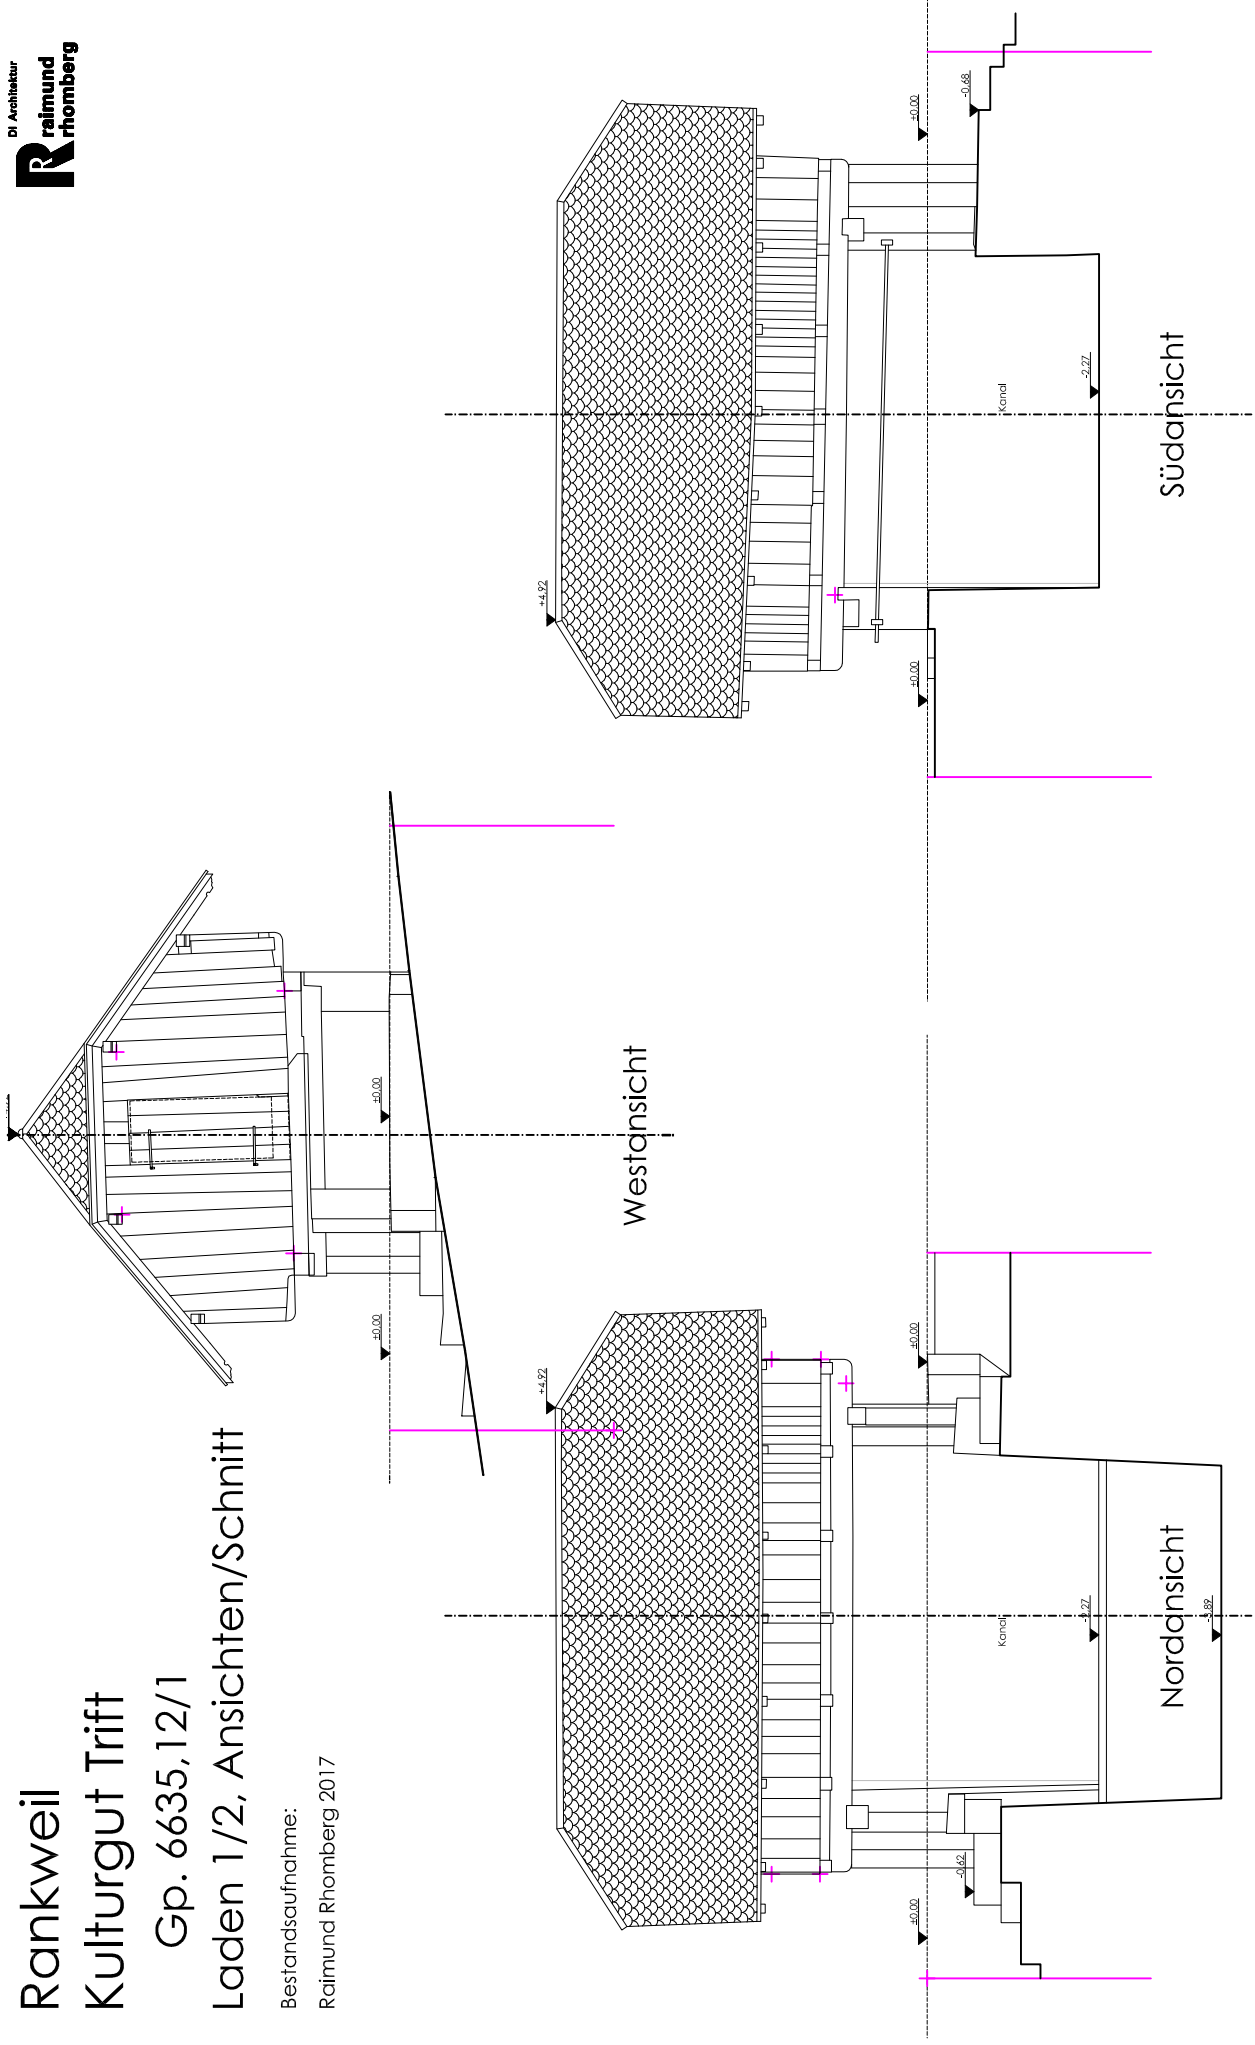 Rankweil
Kulturgut Trift
Gp. 6635,12/1
Laden 1/2, Ansichten/Schnitt
Bestandsaufnahme:
Raimund Rhomberg 2017
DI Architektur
R
raimund
rhomberg
±0,00
±0,00
Westansicht
+4,92
±0,00
-0,62
Kanal
-2,27
-3,89
±0,00
Nordansicht
+4,92
±0,00
Kanal
-2,27
±0,00
-0,68
Südansicht